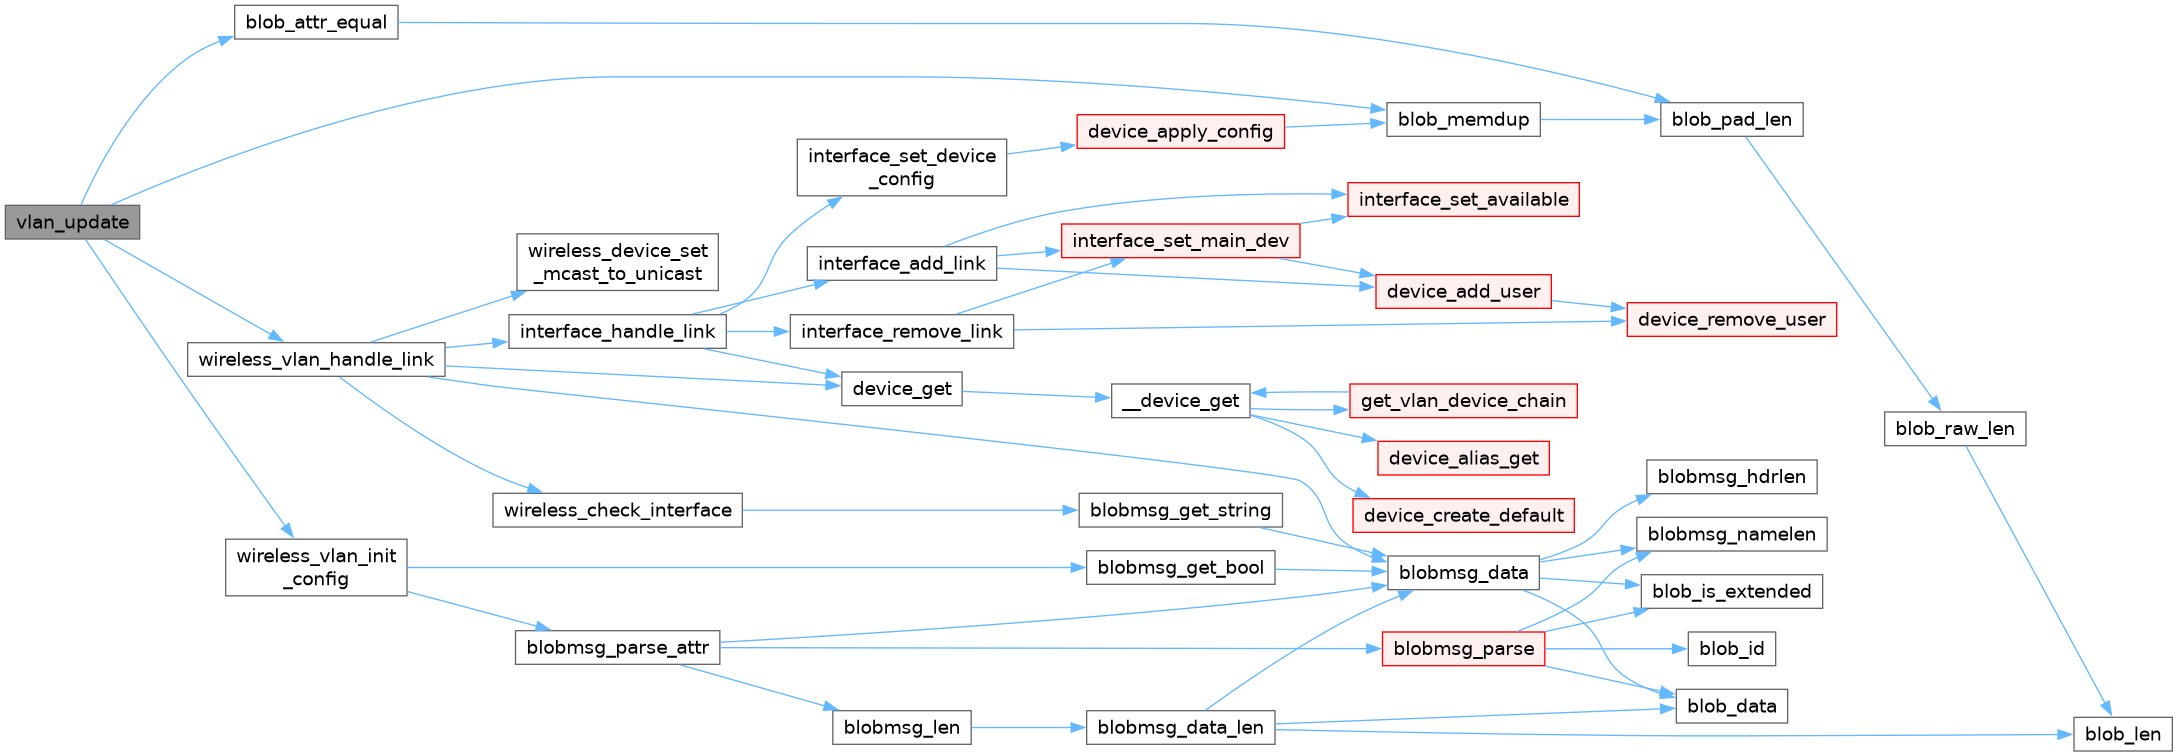 vlan_update
blob_attr_equal
wireless_vlan_handle_link
wireless_vlan_init
_config
wireless_device_set
_mcast_to_unicast
interface_handle_link
wireless_check_interface
blobmsg_parse_attr
interface_set_device
_config
interface_add_link
interface_remove_link
device_get
blobmsg_len
device_apply_config
interface_set_main_dev
__device_get
blobmsg_get_string
blobmsg_get_bool
blobmsg_data_len
blob_memdup
interface_set_available
device_add_user
get_vlan_device_chain
device_alias_get
device_create_default
blobmsg_data
blobmsg_parse
blob_pad_len
device_remove_user
blobmsg_hdrlen
blobmsg_namelen
blob_is_extended
blob_id
blob_data
blob_raw_len
blob_len